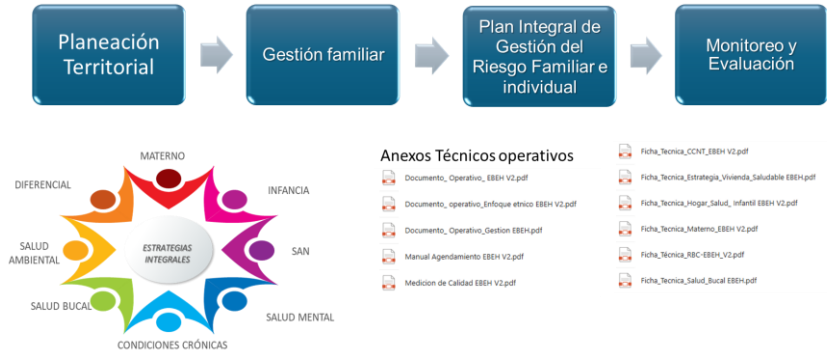 Planeación
Territorial
Gestión familiar
Plan Integral de
Gestión del
Riesgo Familiar e
individual
Monitoreo y
Evaluación
MATERNO
DIFERENCIAL
INFANCIA
SALUD
AMBIENTAL
ESTRATEGIAS
INTEGRALES
SAN
SALUD BUCAL
SALUD MENTAL
CONDICIONES CRÓNICAS
Anexos Técnicos operativos
Documento_ Operativo_ EBEH V2.pdf
Documento_ operativo_Enfoque etnico EBEH V2.pdf
Documento_ Operativo_Gestion EBEH.pdf
Manual Agendamiento EBEH V2.pdf
Medicion de Calidad EBEH V2.pdf
Ficha_Tecnica_CCNT_EBEH V2.pdf
Ficha_Tecnica_Estrategia_Vivienda_Saludable EBEH.pdf
Ficha_Tecnica_Hogar_Salud_ Infantil EBEH V2.pdf
Ficha_Tecnica_Materno_EBEH V2.pdf
Ficha_Técnica_RBC-EBEH_V2.pdf
Ficha_Tecnica_Salud_Bucal EBEH.pdf